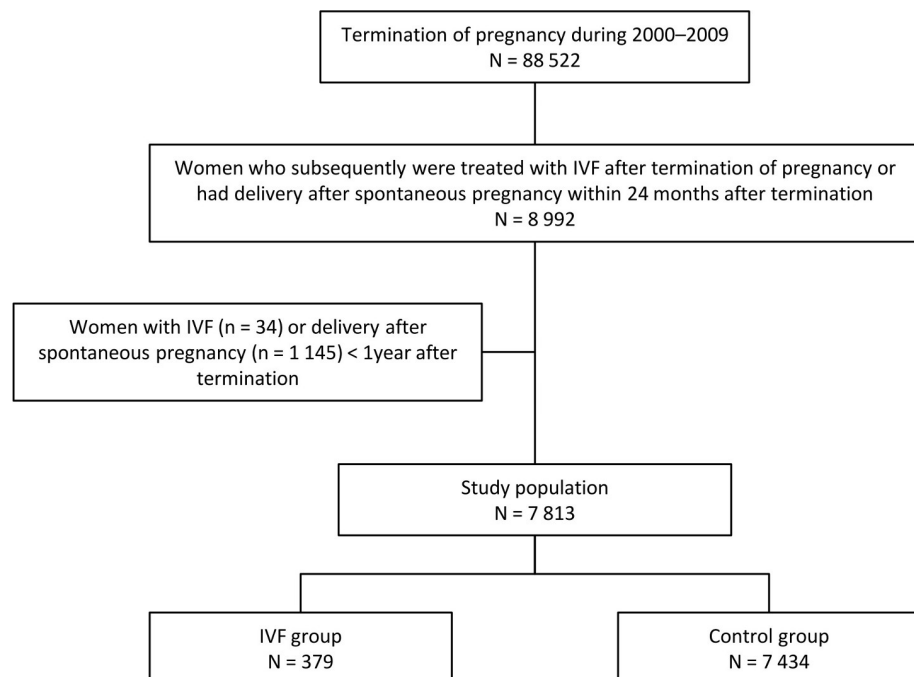 Termination of pregnancy during 2000–2009
N = 88 522
Women who subsequently were treated with IVF after termination of pregnancy or
had delivery after spontaneous pregnancy within 24 months after termination
N = 8 992
Women with IVF (n = 34) or delivery after
spontaneous pregnancy (n = 1 145) < 1year after
termination
Study population
N = 7 813
IVF group
N = 379
Control group
N = 7 434